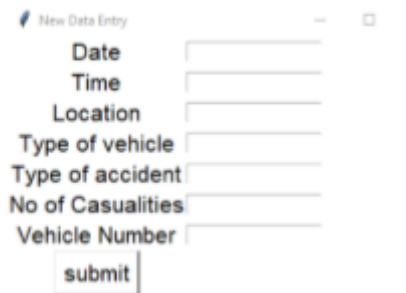 New Data Entry
Date
Time
Location
Type of vehicle
Type of accident
No of Casualities
Vehicle Number
submit